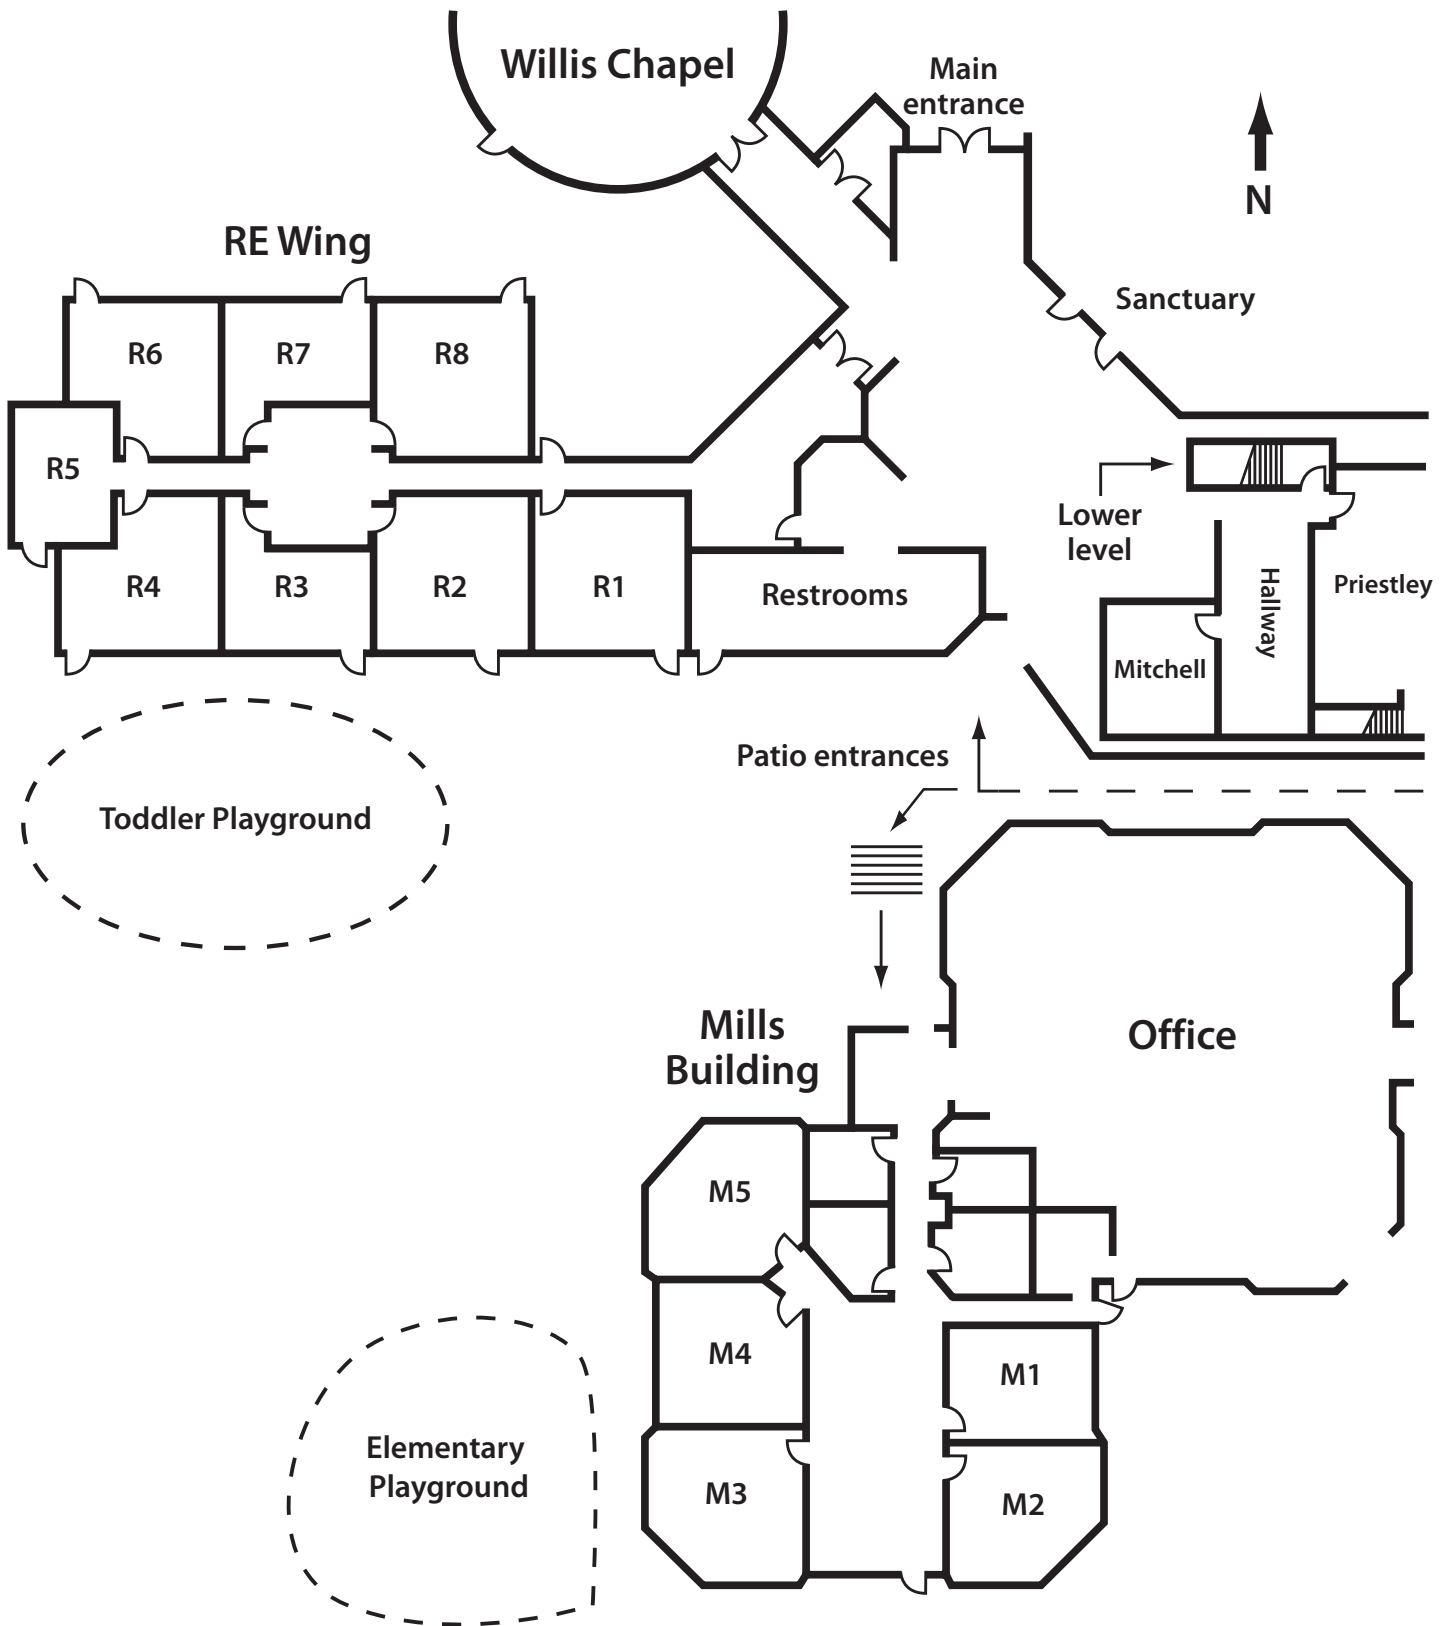 Willis Chapel
Main
entrance
N
RE Wing
Sanctuary
R6
R7
R8
R5
Lower
level
R4
R3
R2
R1
Restrooms
Hallway
Priestley
Mitchell
Patio entrances
Toddler Playground
Mills
Building
Office
M5
M4
M1
Elementary
Playground
M3
M2